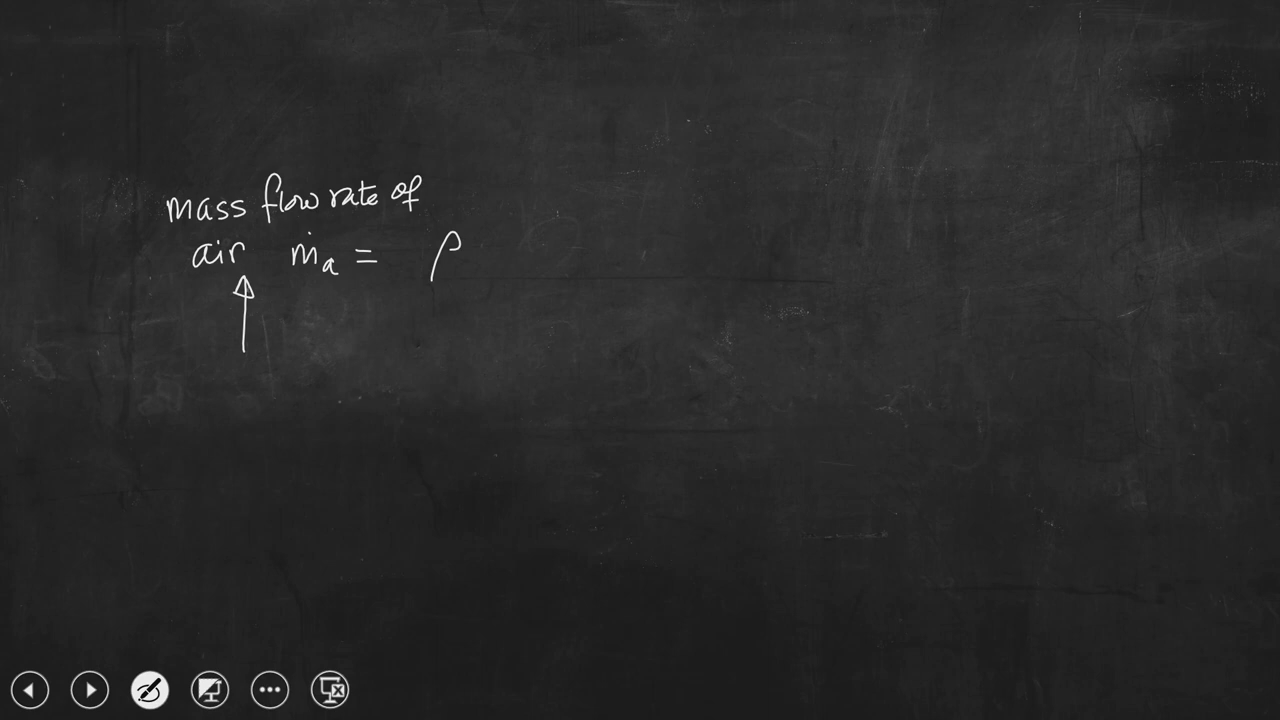 mass flow rate of
air ṁₐ = ρ